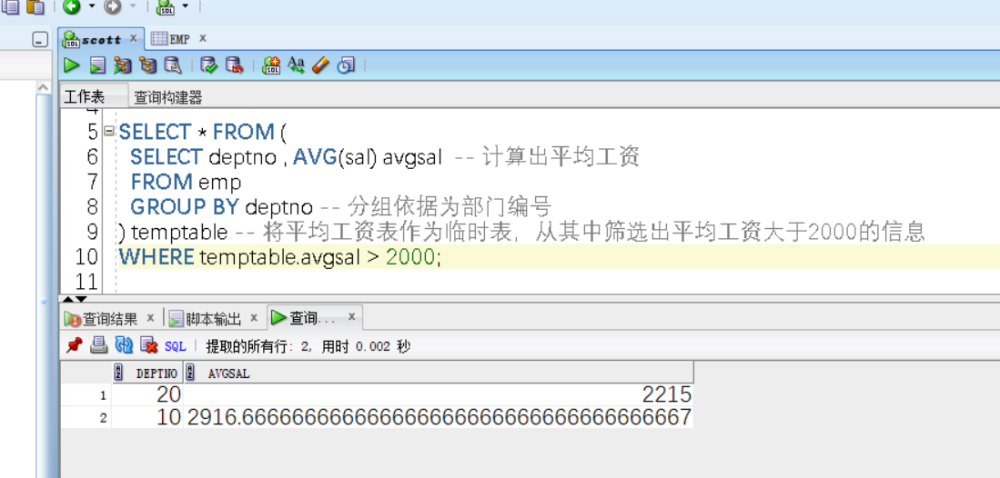 scott x EMP x
工作表 查询构建器
5 SELECT * FROM (
6 SELECT deptno , AVG(sal) avgsal -- 计算出平均工资
7 FROM emp
8 GROUP BY deptno -- 分组依据为部门编号
9 ) temptable -- 将平均工资表作为临时表，从其中筛选出平均工资大于2000的信息
10 WHERE temptable.avgsal > 2000;
11
查询结果 x 脚本输出 x 查询... x
SQL 提取的所有行: 2, 用时 0.002 秒
DEPTNO AVGSAL
1 20 2215
2 10 2916.666666666666666666666666666666666667